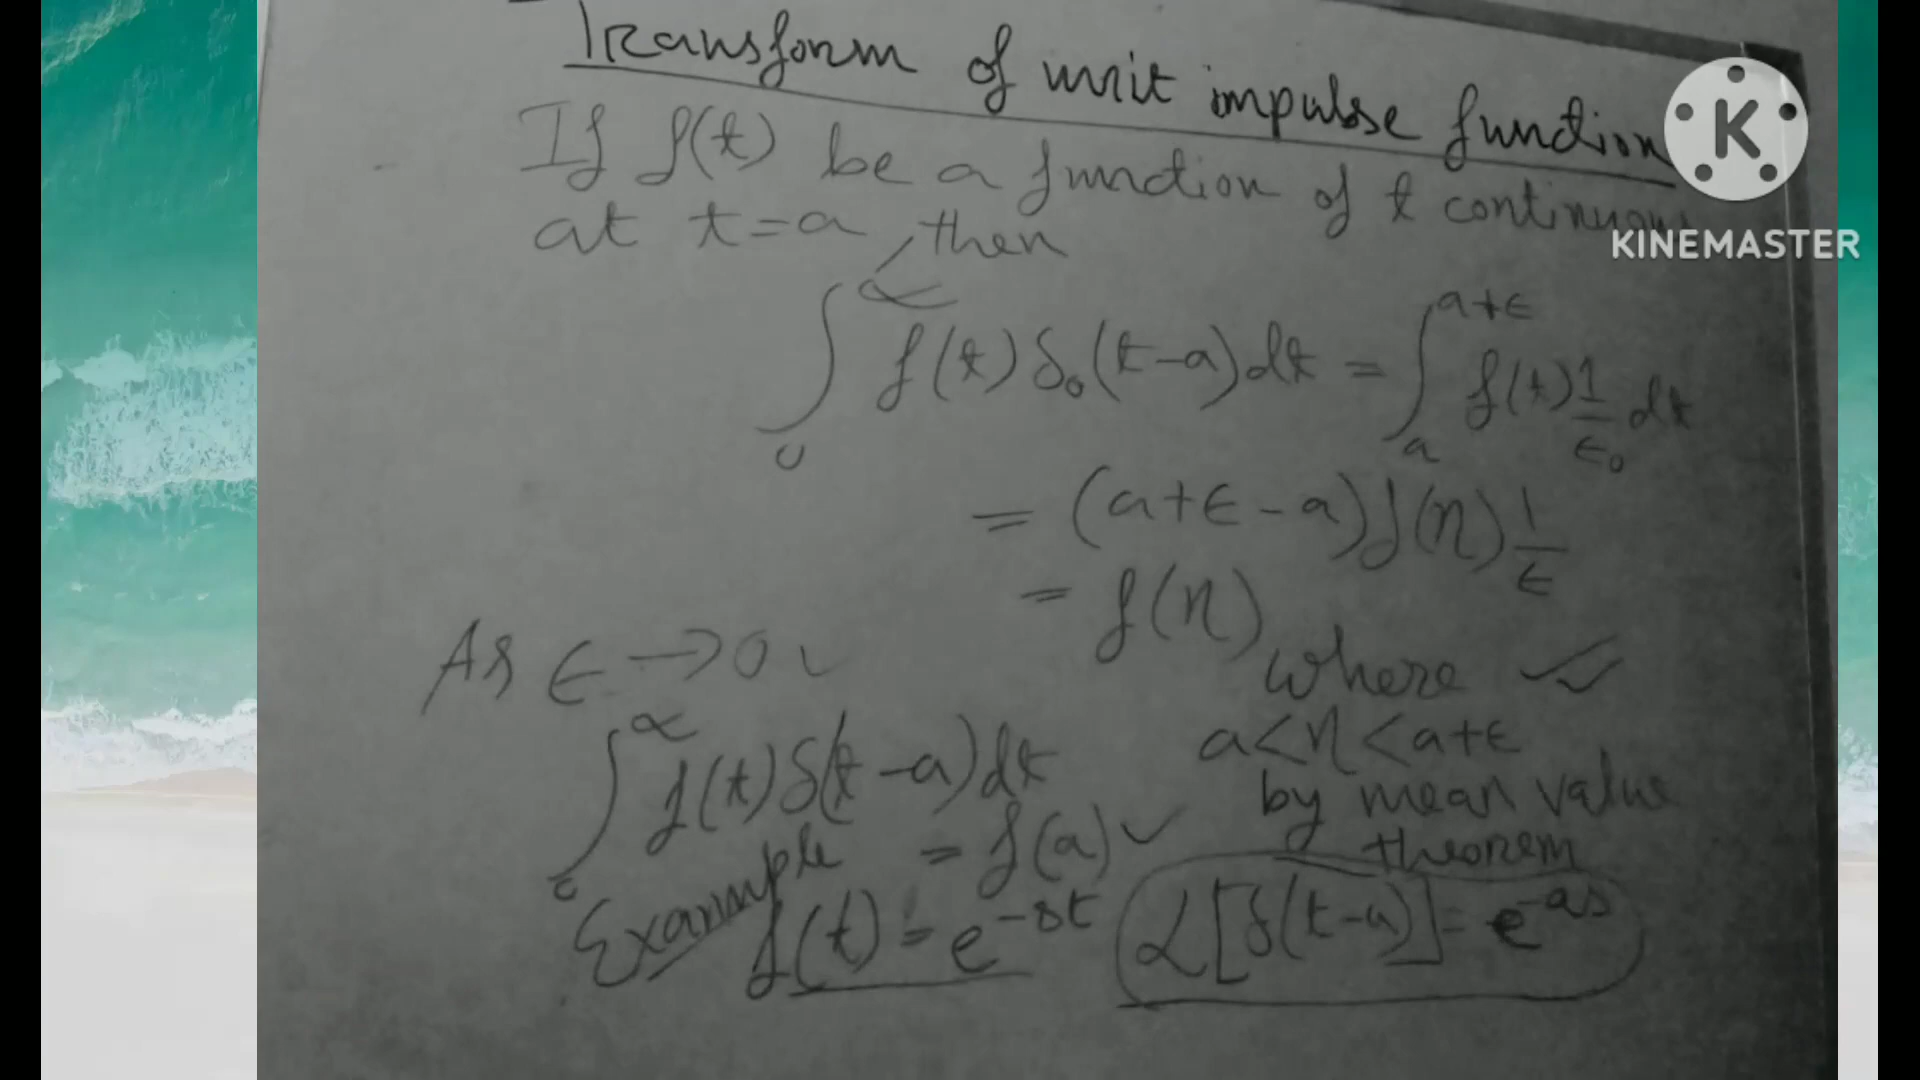 Transform of unit impulse function
If f(t) be a function of t continuous
at t=a, then
∫₀^∝ f(t) δ₀(t-a)dt = ∫ₐ^(a+ϵ) f(t) 1/ϵ₀ dt
= (a+ϵ-a) f(η) 1/ϵ
= f(η)
where
As ϵ → 0
a<η<a+ϵ
by mean value
theorem
∫₀^∝ f(t) δ(t-a)dt
= f(a)
Example f(t) = e^(-st)
L[δ(t-a)] = e^(-as)
K
KINEMASTER